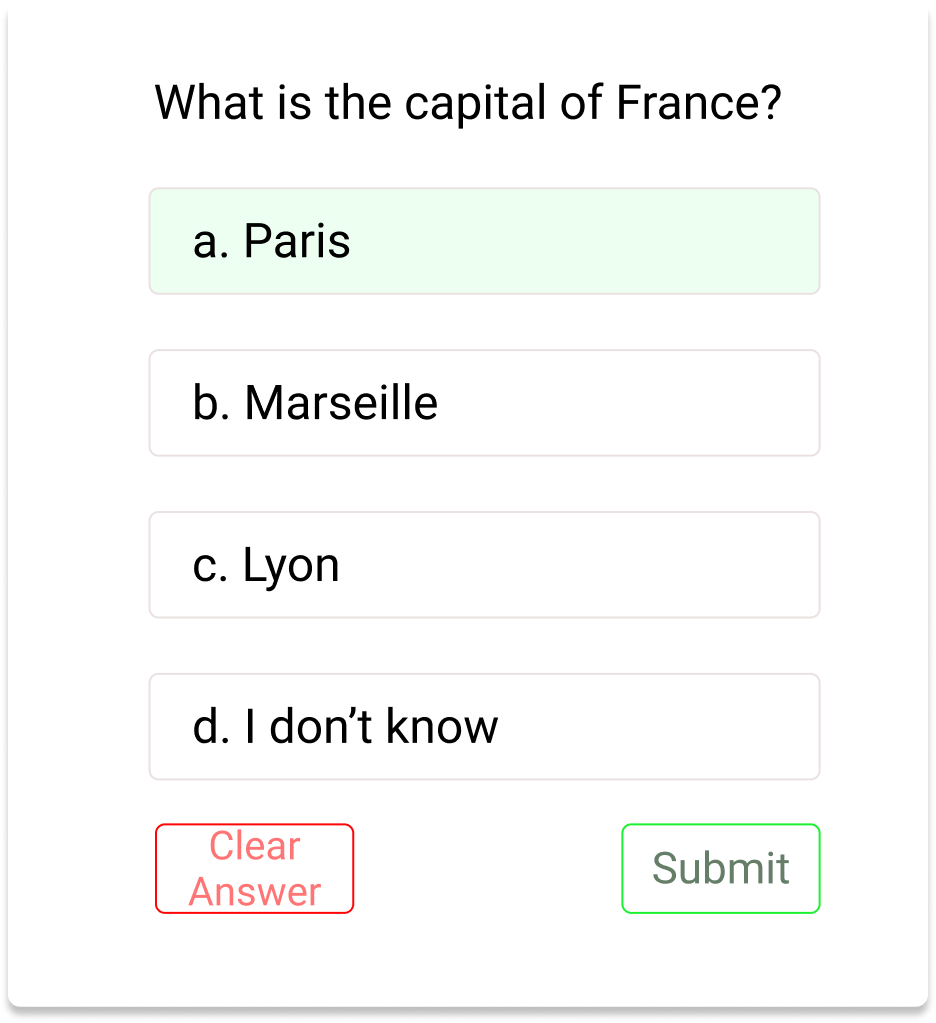 What is the capital of France?
a. Paris
b. Marseille
c. Lyon
d. I don’t know
Clear
Answer
Submit